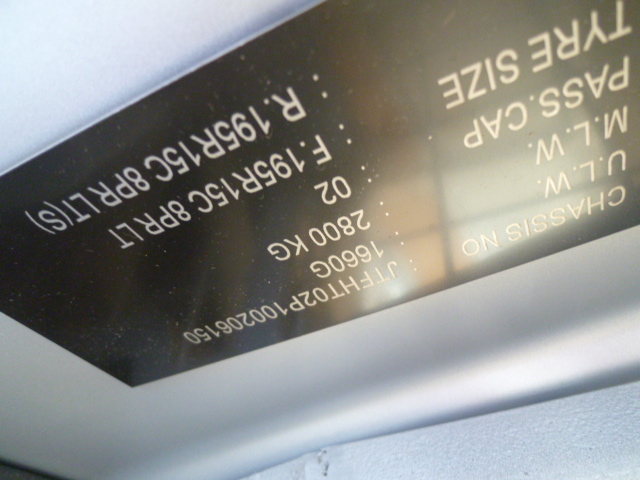 CHASSIS NO : JTFHT02P100206150
U.L.W. : 1660G
M.L.W. : 2800 KG
PASS. CAP : 02
TYRE SIZE : F.195R15C 8PR LT
: R.195R15C 8PR LT(S)